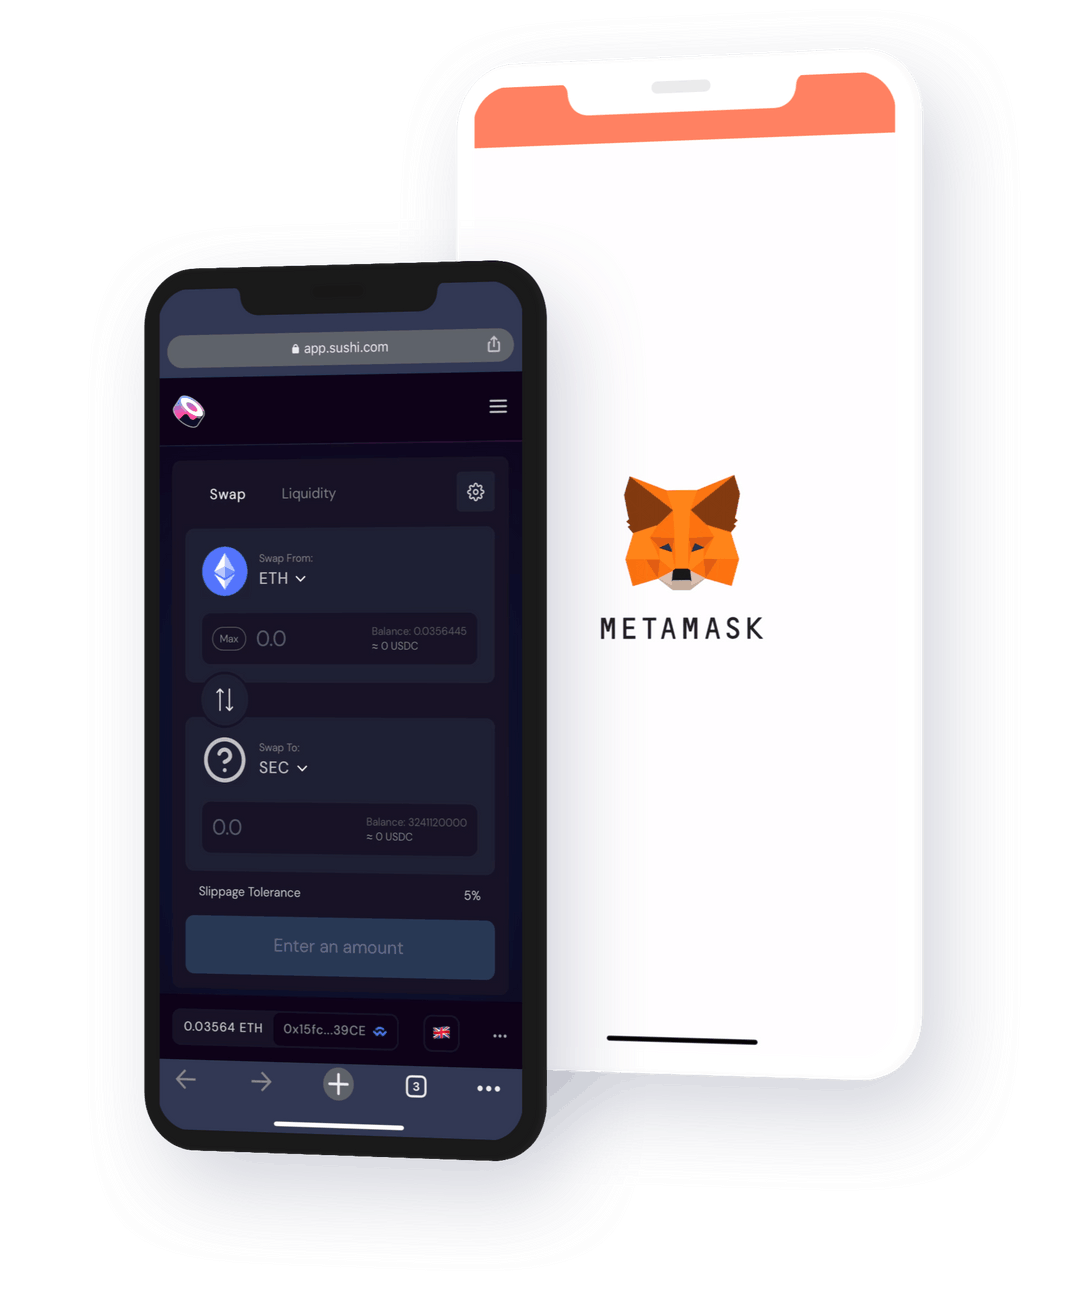 app.sushi.com
Swap
Liquidity
Swap From:
ETH
Max
0.0
Balance: 0.0356445
≈ 0 USDC
Swap To:
SEC
0.0
Balance: 3241120000
≈ 0 USDC
Slippage Tolerance
5%
Enter an amount
0.03564 ETH
0x15fc...39CE
3
METAMASK